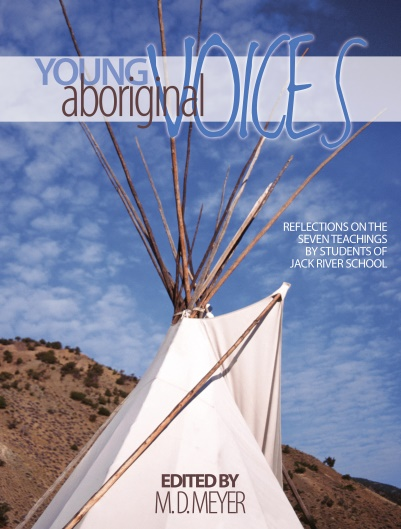 YOUNG VOICES
aboriginal
REFLECTIONS ON THE
SEVEN TEACHINGS
BY STUDENTS OF
JACK RIVER SCHOOL
EDITED BY
M. D. MEYER